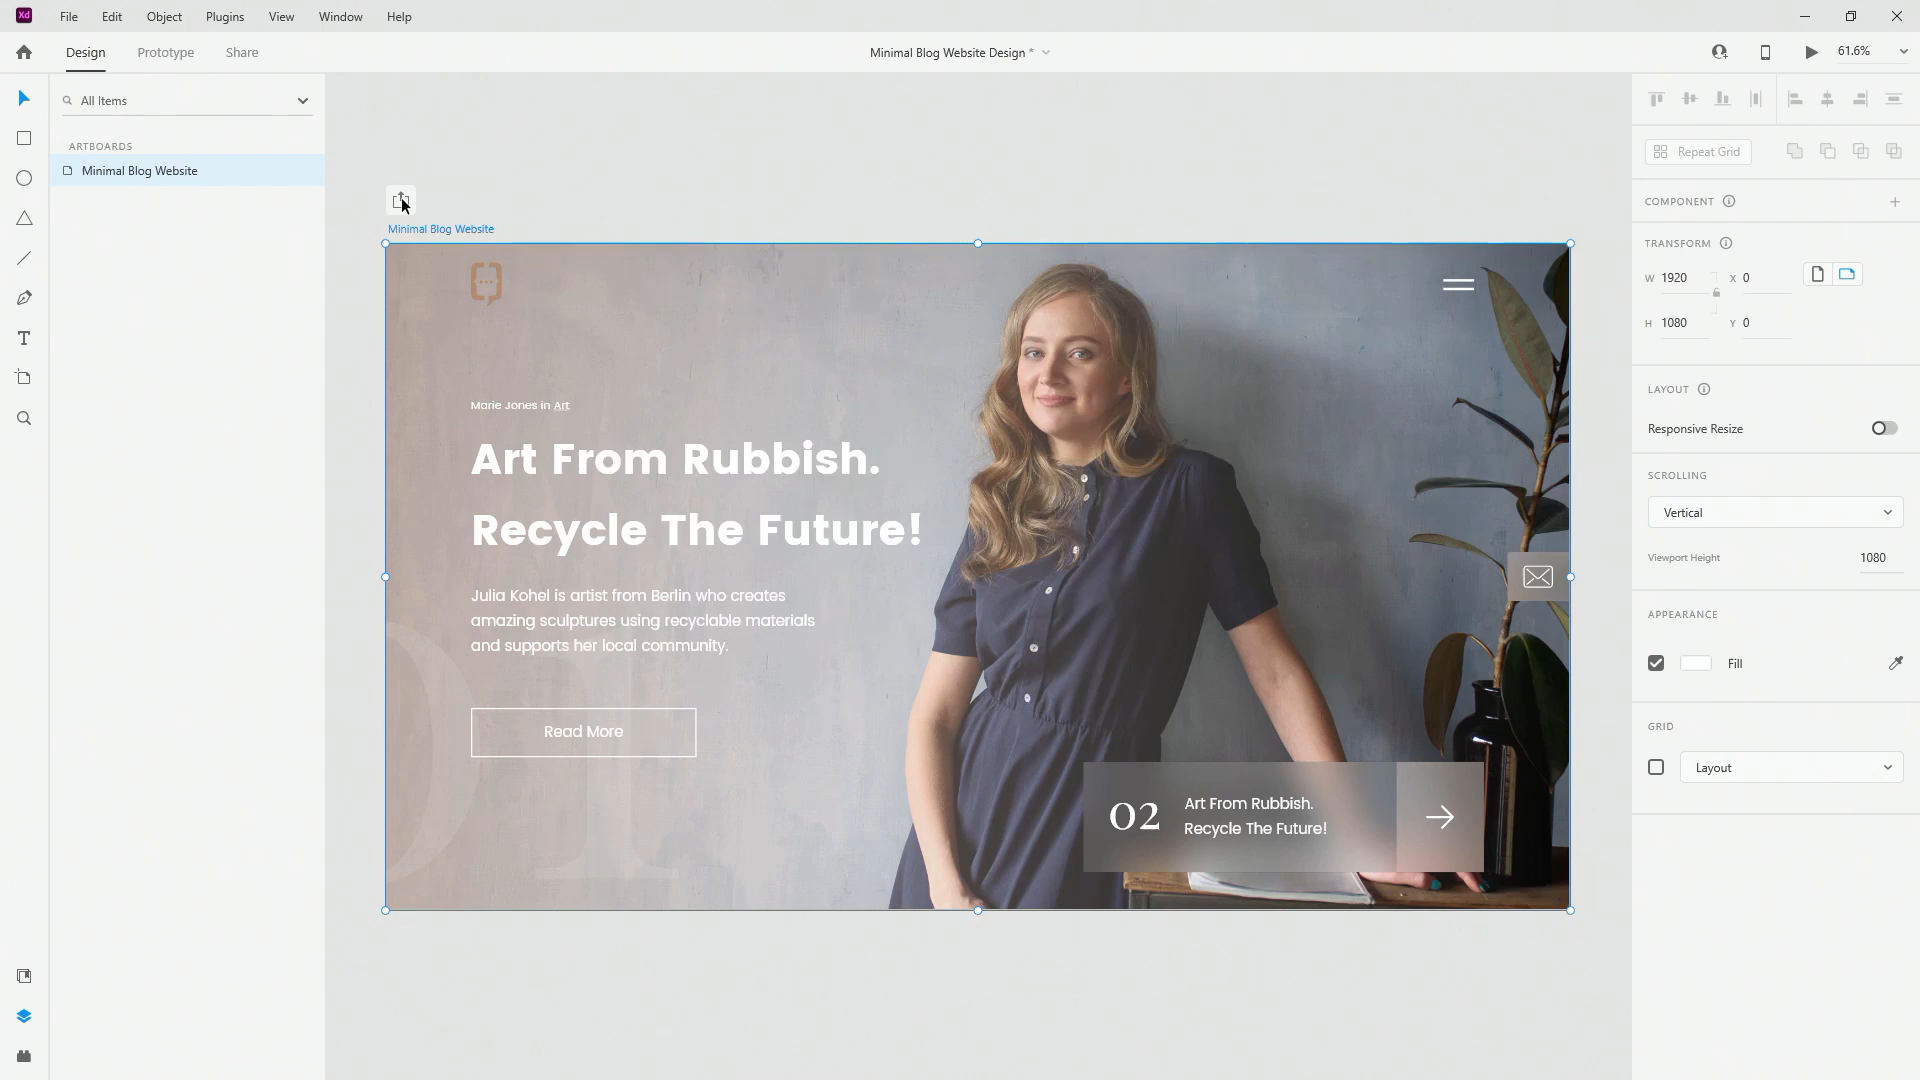 Xd File Edit Object Plugins View Window Help
Design Prototype Share Minimal Blog Website Design * 61.6%
All Items
ARTBOARDS
Minimal Blog Website
Minimal Blog Website
Marie Jones in Art
Art From Rubbish.
Recycle The Future!
Julia Kohel is artist from Berlin who creates
amazing sculptures using recyclable materials
and supports her local community.
Read More
01
02
Art From Rubbish.
Recycle The Future!
Repeat Grid
COMPONENT
TRANSFORM
W 1920 X 0
H 1080 Y 0
LAYOUT
Responsive Resize
SCROLLING
Vertical
Viewport Height 1080
APPEARANCE
Fill
GRID
Layout